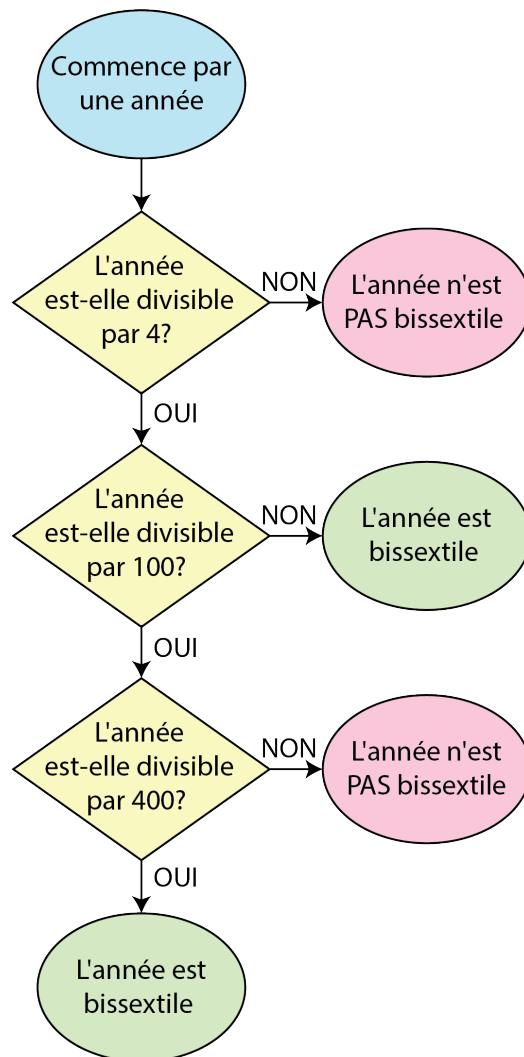 Commence par
une année
L'année
est-elle divisible
par 4?
NON
L'année n'est
PAS bissextile
OUI
L'année
est-elle divisible
par 100?
NON
L'année est
bissextile
OUI
L'année
est-elle divisible
par 400?
NON
L'année n'est
PAS bissextile
OUI
L'année est
bissextile